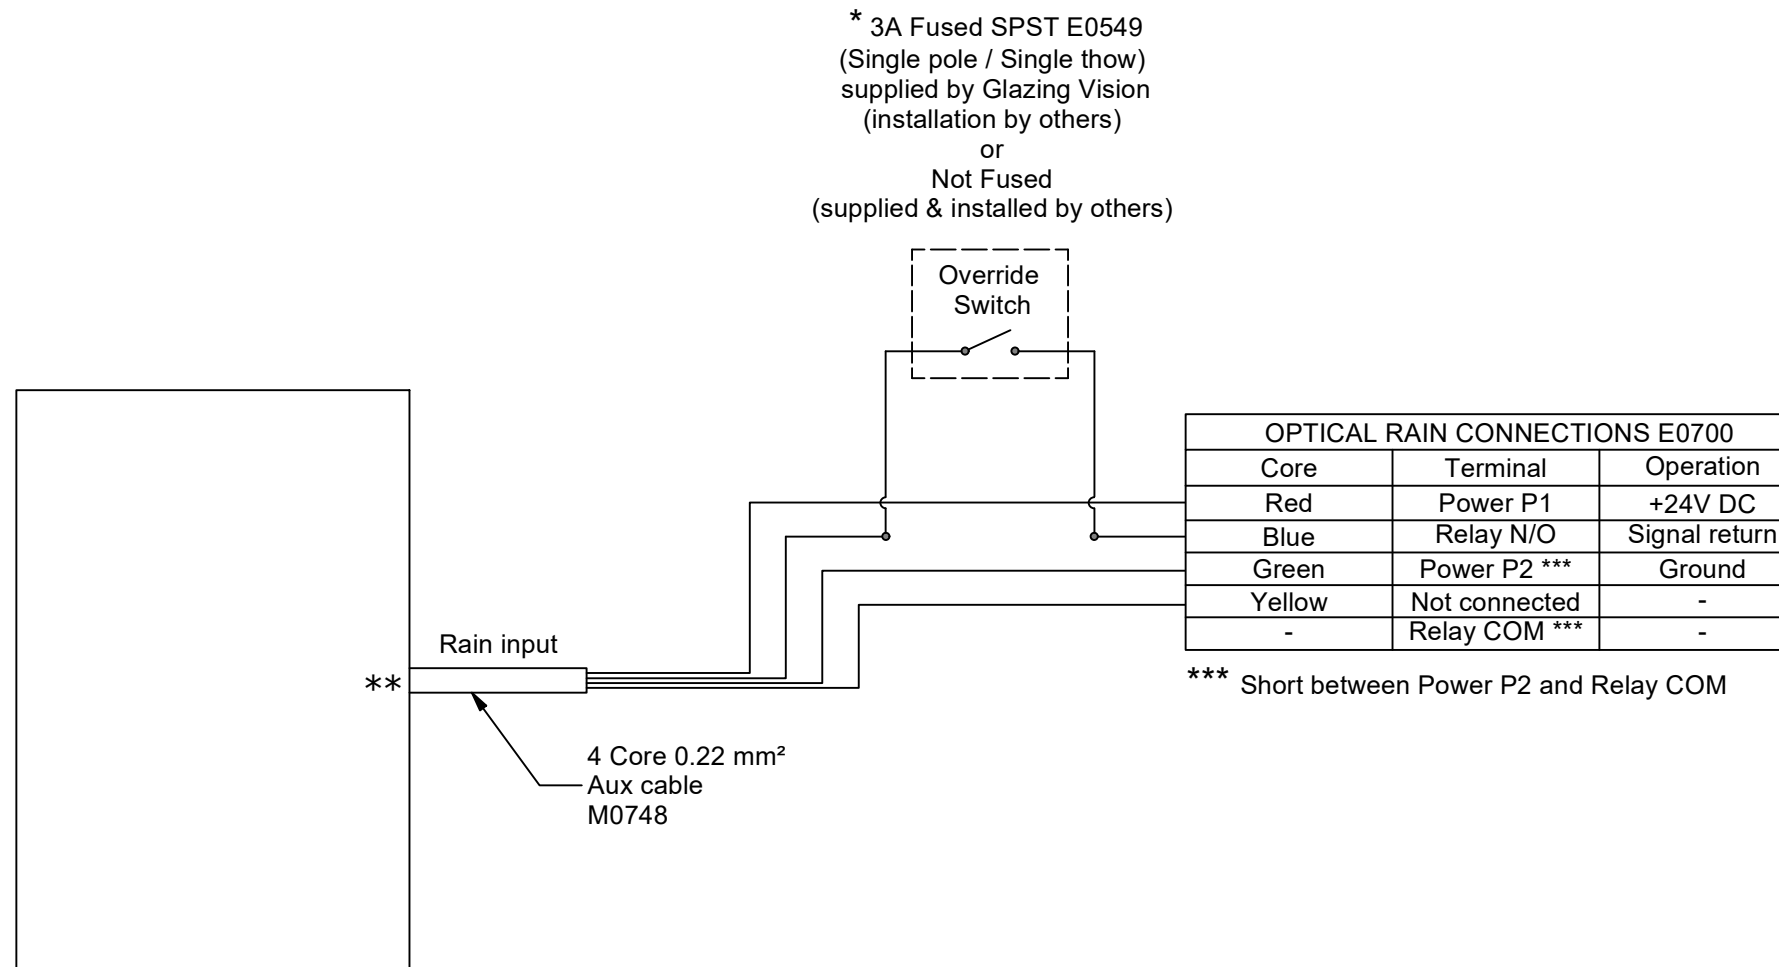 * 3A Fused SPST E0549
(Single pole / Single thow)
supplied by Glazing Vision
(installation by others)
or
Not Fused
(supplied & installed by others)
Override
Switch
OPTICAL RAIN CONNECTIONS E0700
Core Terminal Operation
Red Power P1 +24V DC
Blue Relay N/O Signal return
Green Power P2 *** Ground
Yellow Not connected -
- Relay COM *** -
*** Short between Power P2 and Relay COM
Rain input
**
4 Core 0.22 mm²
Aux cable
M0748